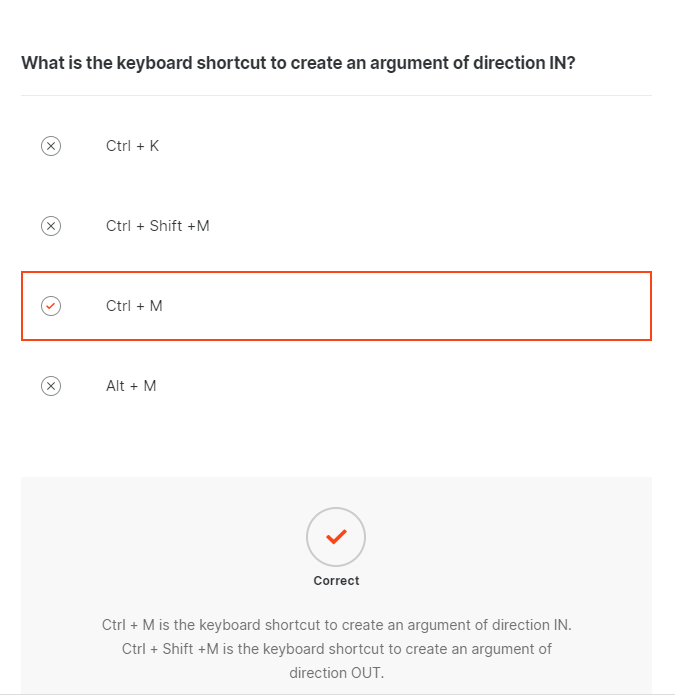 What is the keyboard shortcut to create an argument of direction IN?
Ctrl + K
Ctrl + Shift +M
Ctrl + M
Alt + M
Correct
Ctrl + M is the keyboard shortcut to create an argument of direction IN.
Ctrl + Shift +M is the keyboard shortcut to create an argument of
direction OUT.